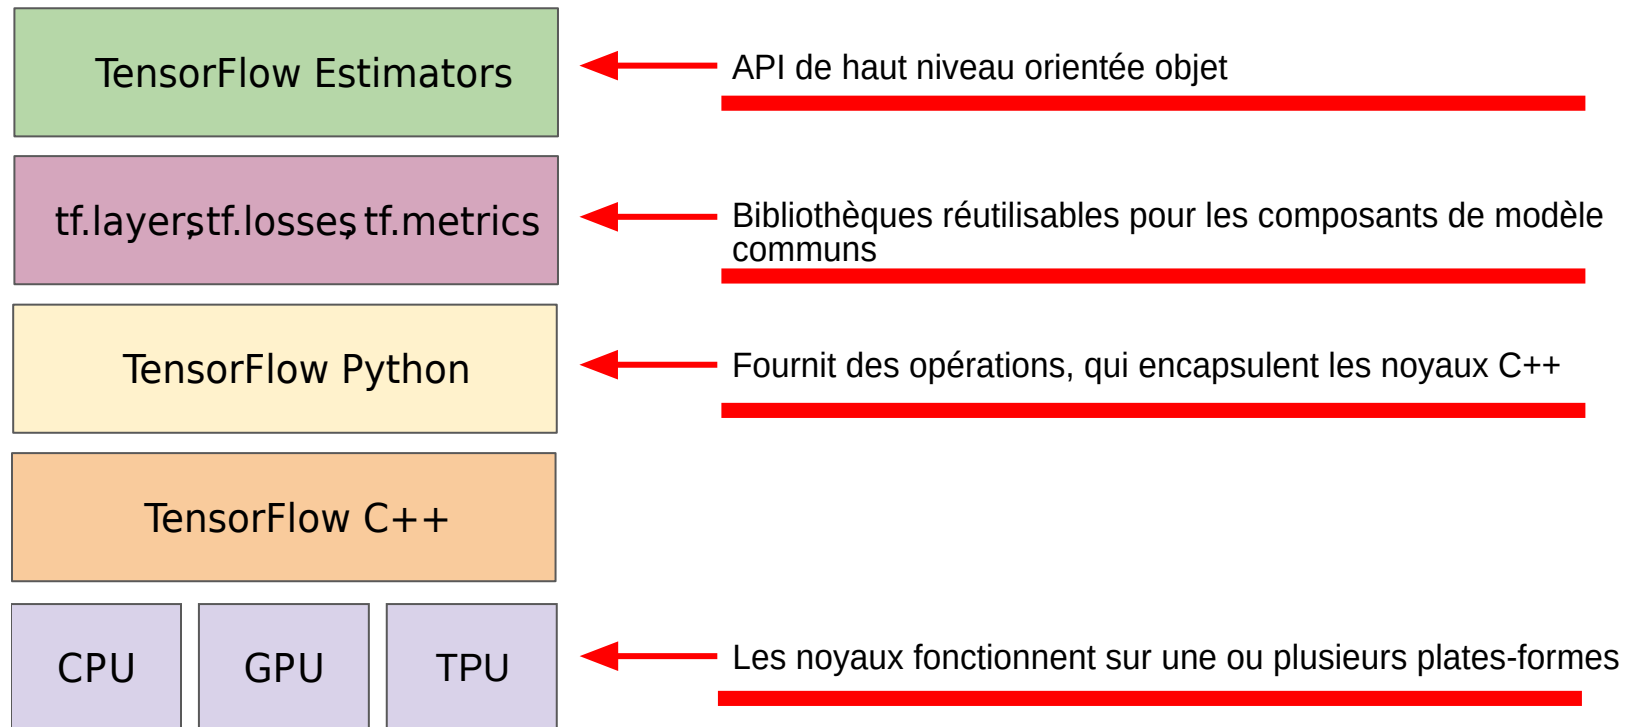 TensorFlow Estimators
API de haut niveau orientée objet
tf.layers, tf.losses, tf.metrics
Bibliothèques réutilisables pour les composants de modèle
communs
TensorFlow Python
Fournit des opérations, qui encapsulent les noyaux C++
TensorFlow C++
CPU
GPU
TPU
Les noyaux fonctionnent sur une ou plusieurs plates-formes